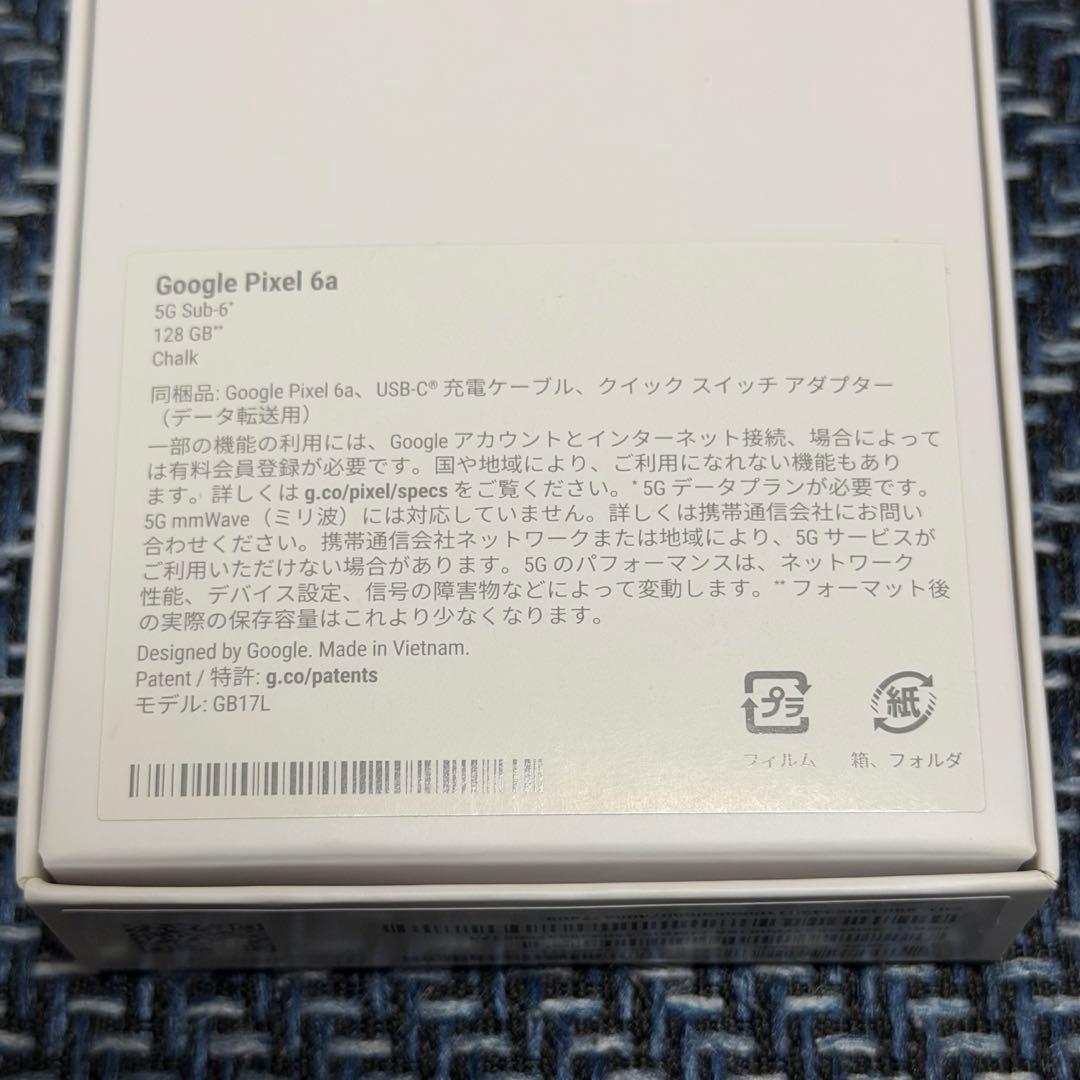 Google Pixel 6a
5G Sub-6*
128 GB**
Chalk
同梱品: Google Pixel 6a、USB-C® 充電ケーブル、クイック スイッチ アダプター
（データ転送用）
一部の機能の利用には、Google アカウントとインターネット接続、場合によって
は有料会員登録が必要です。国や地域により、ご利用になれない機能もあり
ます。詳しくは g.co/pixel/specs をご覧ください。* 5G データプランが必要です。
5G mmWave（ミリ波）には対応していません。詳しくは携帯通信会社にお問い
合わせください。携帯通信会社ネットワークまたは地域により、5G サービスが
ご利用いただけない場合があります。5G のパフォーマンスは、ネットワーク
性能、デバイス設定、信号の障害物などによって変動します。** フォーマット後
の実際の保存容量はこれより少なくなります。
Designed by Google. Made in Vietnam.
Patent / 特許: g.co/patents
モデル: GB17L
プラ
フィルム
紙
箱、フォルダ